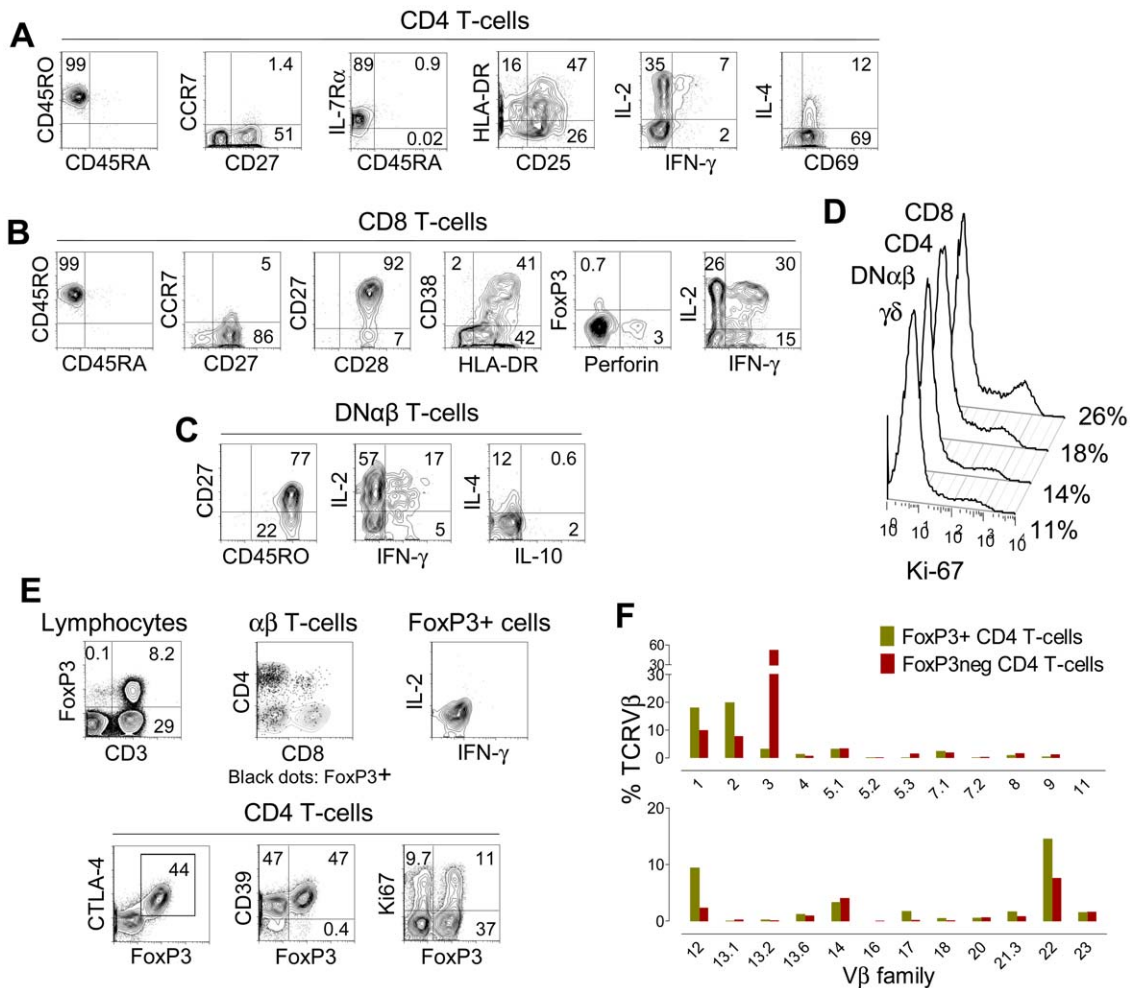 A
CD4 T-cells
99
CD45RO
CD45RA
1.4
51
CCR7
CD27
89
0.9
0.02
IL-7Rα
CD45RA
16
47
26
HLA-DR
CD25
35
7
2
IL-2
IFN-γ
12
69
IL-4
CD69
B
CD8 T-cells
99
CD45RO
CD45RA
5
86
CCR7
CD27
92
7
CD27
CD28
2
41
42
CD38
HLA-DR
0.7
3
FoxP3
Perforin
26
30
15
IL-2
IFN-γ
C
DNαβ T-cells
77
22
CD27
CD45RO
57
17
5
IL-2
IFN-γ
12
0.6
2
IL-4
IL-10
D
CD8
CD4
DNαβ
γδ
26%
18%
14%
11%
10⁰ 10¹ 10² 10³ 10⁴
Ki-67
E
Lymphocytes
0.1
8.2
29
FoxP3
CD3
αβ T-cells
CD4
CD8
Black dots: FoxP3+
FoxP3+ cells
IL-2
IFN-γ
CD4 T-cells
44
CTLA-4
FoxP3
47
47
0.4
CD39
FoxP3
9.7
11
37
Ki67
FoxP3
F
FoxP3+ CD4 T-cells
FoxP3neg CD4 T-cells
% TCRVβ
60
30
30
20
10
0
1 2 3 4 5.1 5.2 5.3 7.1 7.2 8 9 11
20
10
0
12 13.1 13.2 13.6 14 16 17 18 20 21.3 22 23
Vβ family